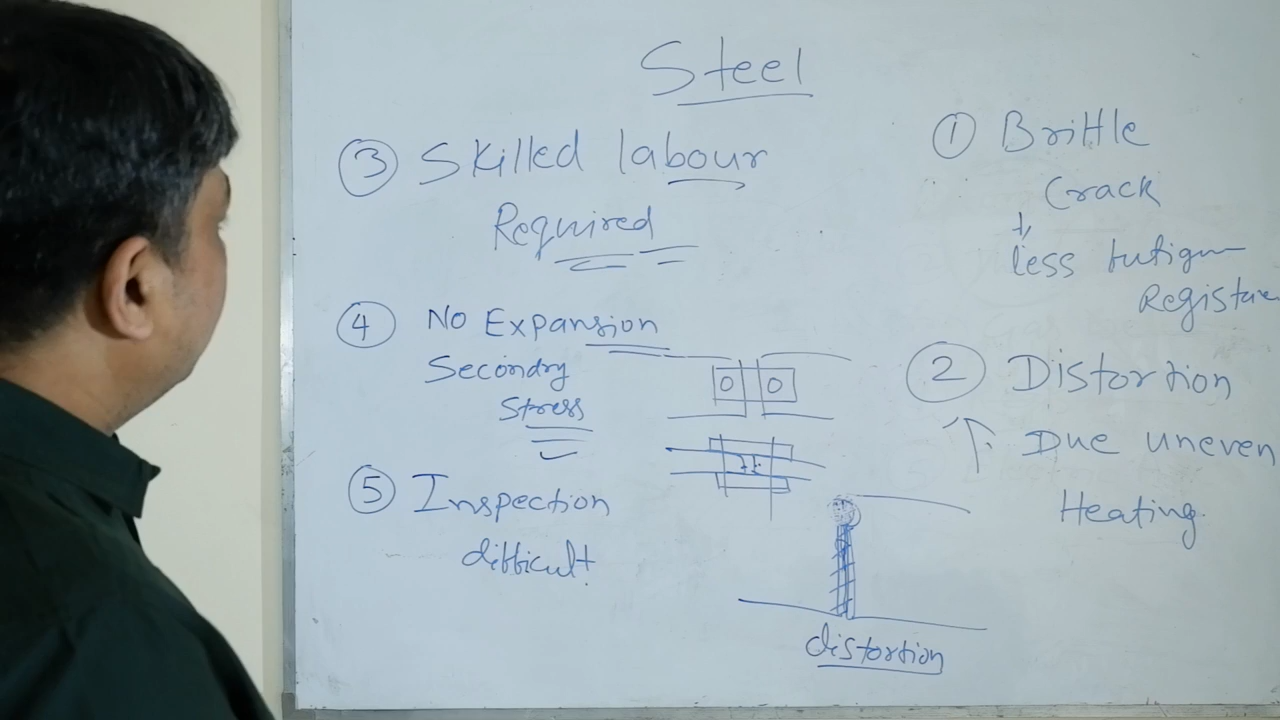 Steel
① Brittle
Crack
less fatigue
Registan
② Distortion
Due uneven
Heating.
③ Skilled labour
Required
④ No Expansion
Secondry
Stress
⑤ Inspection
difficult.
distortion